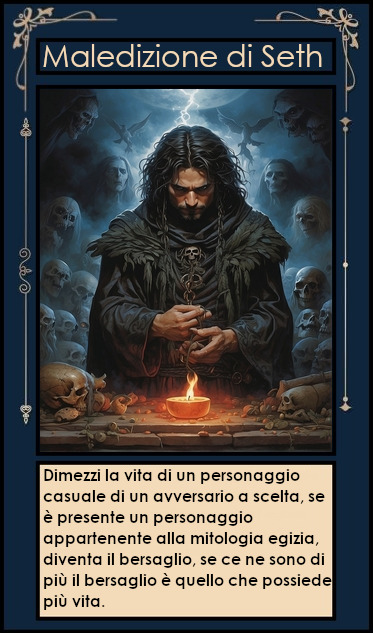 Maledizione di Seth
Dimezzi la vita di un personaggio
casuale di un avversario a scelta, se
è presente un personaggio
appartenente alla mitologia egizia,
diventa il bersaglio, se ce ne sono di
più il bersaglio è quello che possiede
più vita.